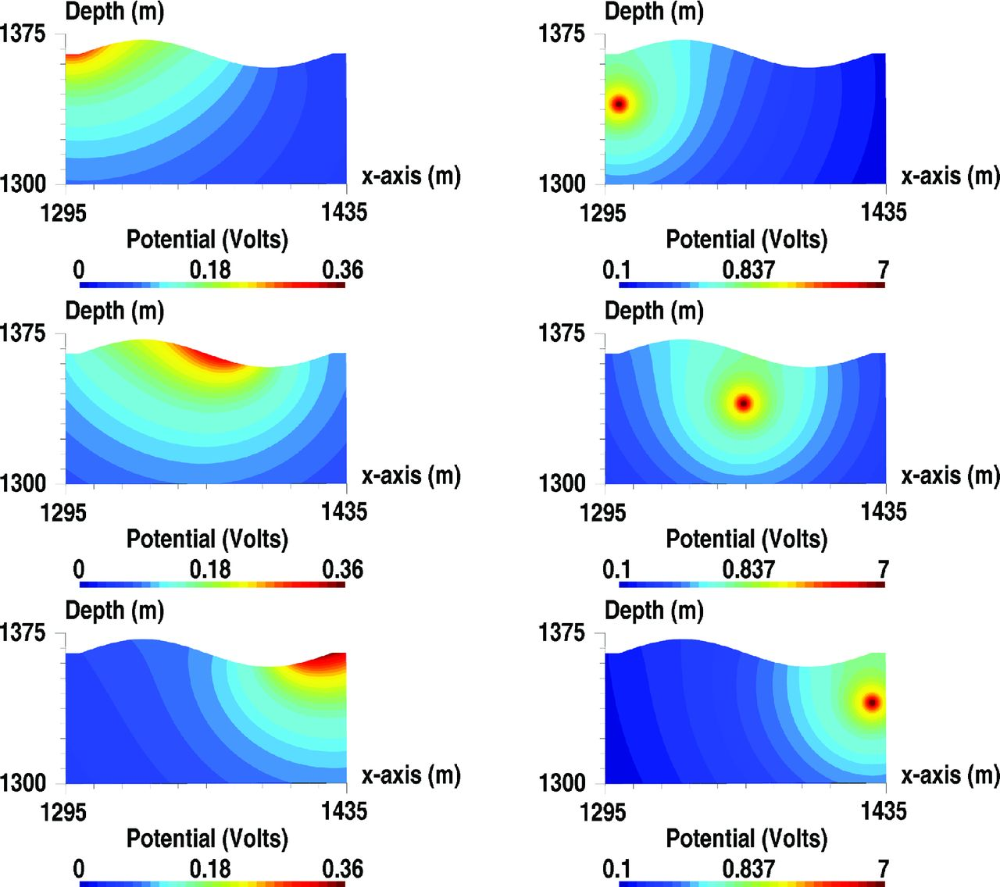 Depth (m)
1375
1300
x-axis (m)
1295
1435
Potential (Volts)
0
0.18
0.36
Depth (m)
1375
1300
x-axis (m)
1295
1435
Potential (Volts)
0.1
0.837
7
Depth (m)
1375
1300
x-axis (m)
1295
1435
Potential (Volts)
0
0.18
0.36
Depth (m)
1375
1300
x-axis (m)
1295
1435
Potential (Volts)
0.1
0.837
7
Depth (m)
1375
1300
x-axis (m)
1295
1435
Potential (Volts)
0
0.18
0.36
Depth (m)
1375
1300
x-axis (m)
1295
1435
Potential (Volts)
0.1
0.837
7